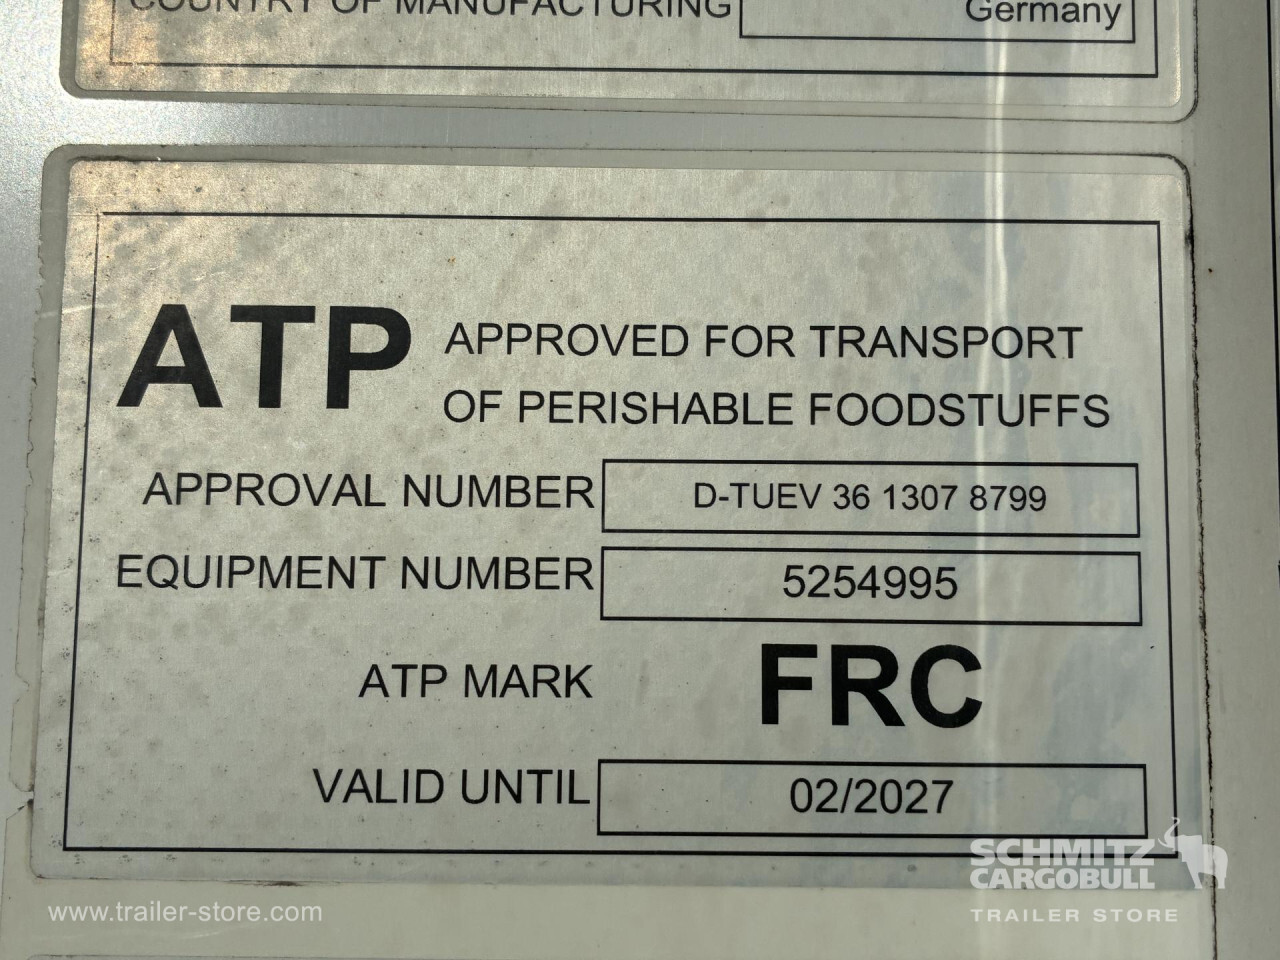 COUNTRY OF MANUFACTURING Germany
ATP APPROVED FOR TRANSPORT
OF PERISHABLE FOODSTUFFS
APPROVAL NUMBER D-TUEV 36 1307 8799
EQUIPMENT NUMBER 5254995
ATP MARK FRC
VALID UNTIL 02/2027
SCHMITZ
CARGOBULL
TRAILER STORE
www.trailer-store.com